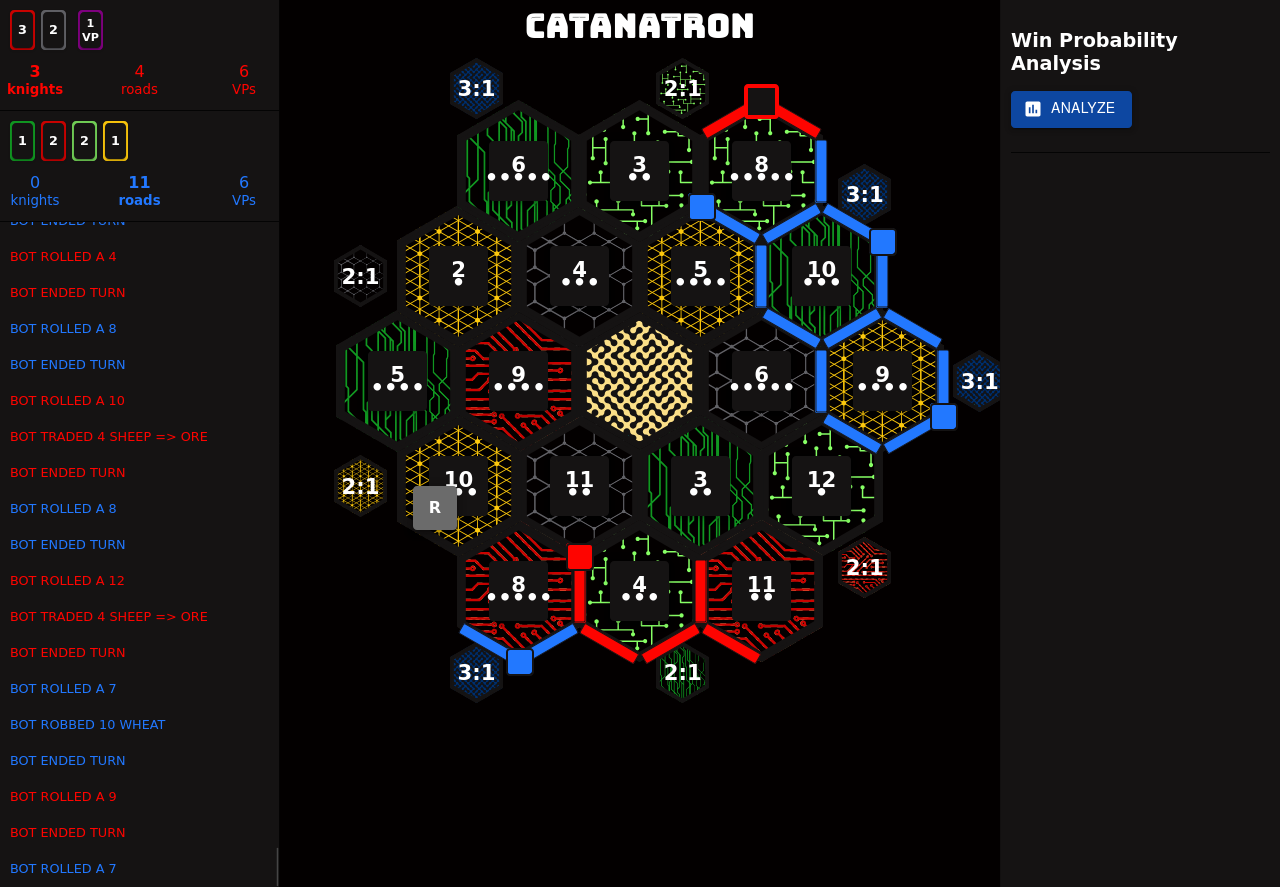 3 2 1 VP
3 4 6
knights roads VPs
1 2 2 1
0 11 6
knights roads VPs
BOT ENDED TURN
BOT ROLLED A 4
BOT ENDED TURN
BOT ROLLED A 8
BOT ENDED TURN
BOT ROLLED A 10
BOT TRADED 4 SHEEP => ORE
BOT ENDED TURN
BOT ROLLED A 8
BOT ENDED TURN
BOT ROLLED A 12
BOT TRADED 4 SHEEP => ORE
BOT ENDED TURN
BOT ROLLED A 7
BOT ROBBED 10 WHEAT
BOT ENDED TURN
BOT ROLLED A 9
BOT ENDED TURN
BOT ROLLED A 7
CATANATRON
3:1 2:1
6 3 8
3:1
2:1 2 4 5 10
5 9 6 9 3:1
2:1 10 11 3 12
R
2:1
8 4 11
3:1 2:1
Win Probability
Analysis
ANALYZE